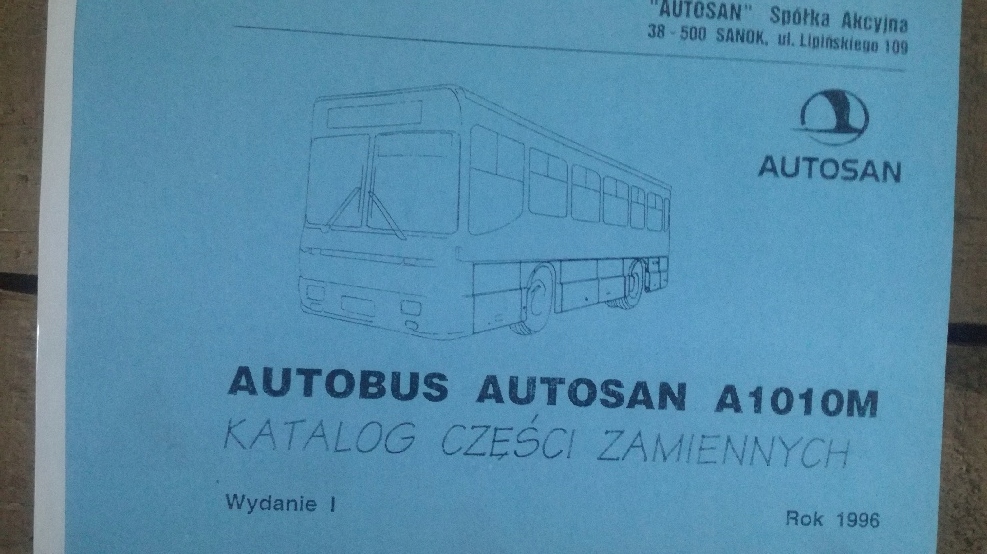 "AUTOSAN" Spółka Akcyjna
38-500 SANOK, ul. Lipińskiego 109
AUTOSAN
AUTOBUS AUTOSAN A1010M
KATALOG CZĘŚCI ZAMIENNYCH
Wydanie I
Rok 1996